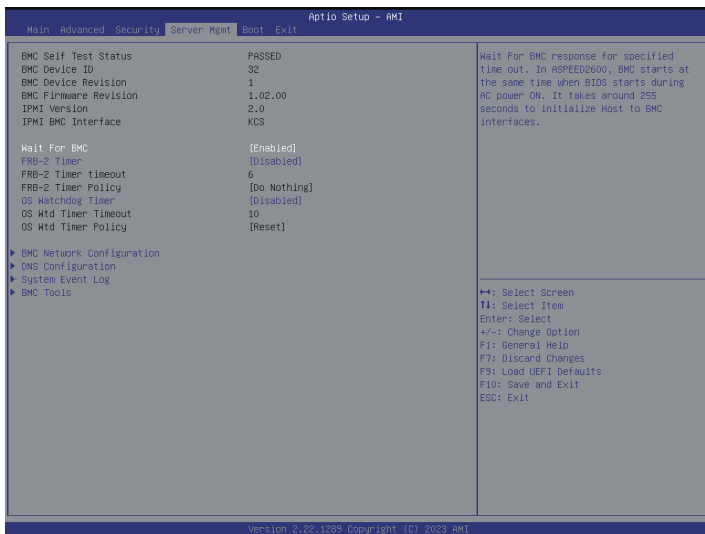 Aptio Setup – AMI
Main Advanced Security Server Mgmt Boot Exit
BMC Self Test Status PASSED
BMC Device ID 32
BMC Device Revision 1
BMC Firmware Revision 1.02.00
IPMI Version 2.0
IPMI BMC Interface KCS
Wait For BMC [Enabled]
FRB-2 Timer [Disabled]
FRB-2 Timer timeout 6
FRB-2 Timer Policy [Do Nothing]
OS Watchdog Timer [Disabled]
OS Wtd Timer Timeout 10
OS Wtd Timer Policy [Reset]
BMC Network Configuration
DNS Configuration
System Event Log
BMC Tools
Wait For BMC response for specified
time out. In ASPEED2600, BMC starts at
the same time when BIOS starts during
AC power ON. It takes around 255
seconds to initialize Host to BMC
interfaces.
↔: Select Screen
↑↓: Select Item
Enter: Select
+/-: Change Option
F1: General Help
F7: Discard Changes
F9: Load UEFI Defaults
F10: Save and Exit
ESC: Exit
Version 2.22.1289 Copyright (C) 2023 AMI